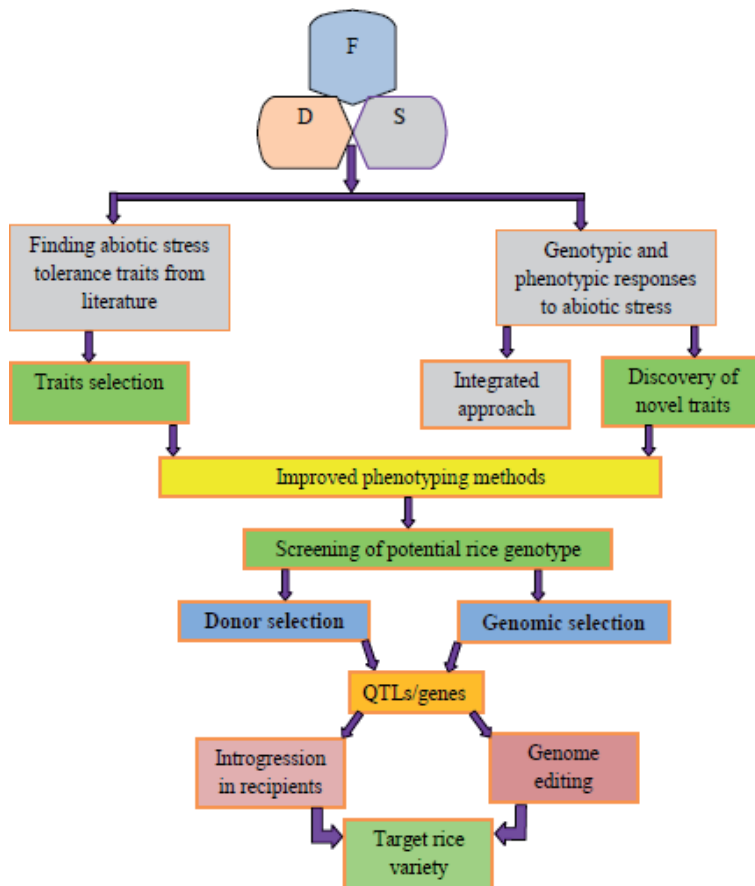 F
D
S
Finding abiotic stress
tolerance traits from
literature
Genotypic and
phenotypic responses
to abiotic stress
Traits selection
Integrated
approach
Discovery of
novel traits
Improved phenotyping methods
Screening of potential rice genotype
Donor selection
Genomic selection
QTLs/genes
Introgression
in recipients
Genome
editing
Target rice
variety